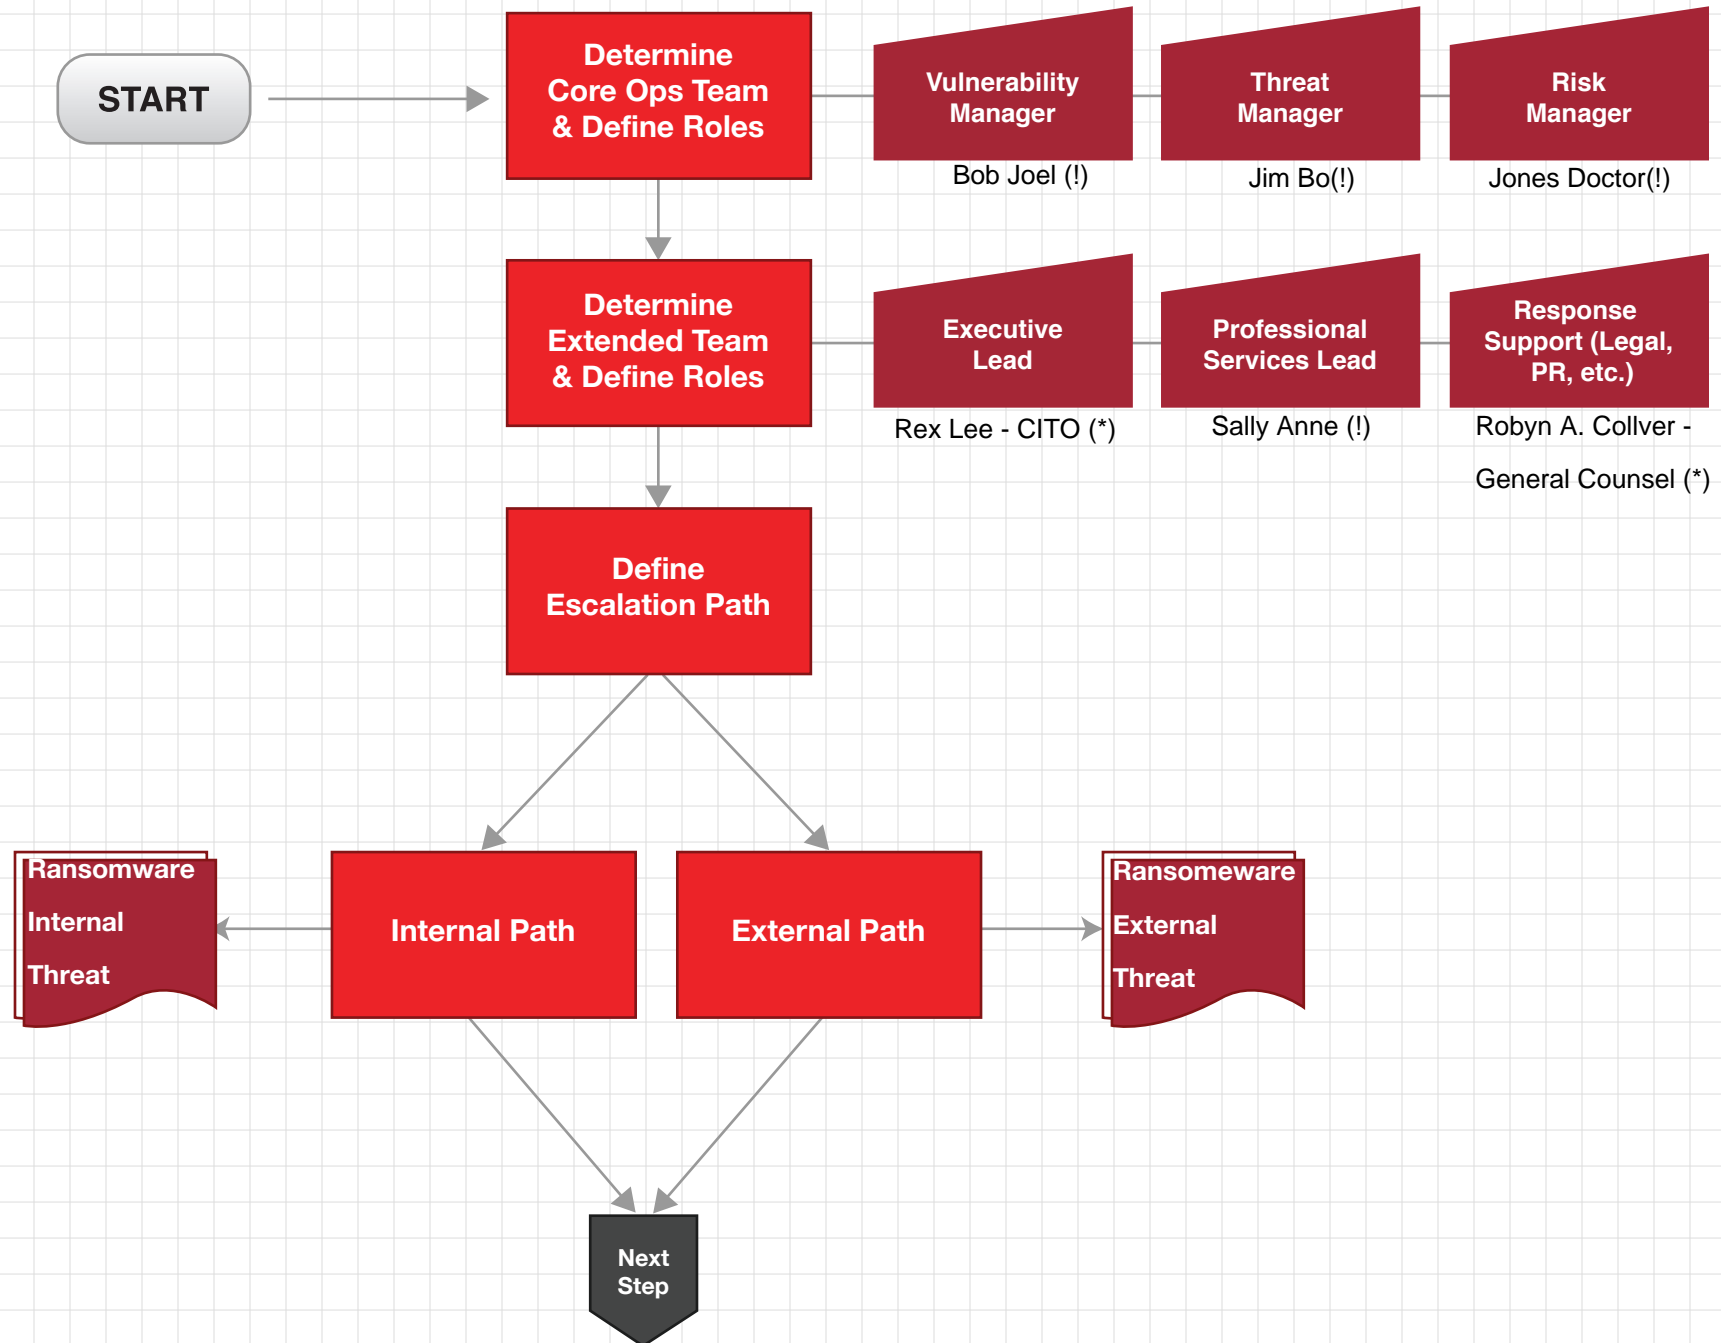 START
Determine
Core Ops Team
& Define Roles
Vulnerability
Manager
Threat
Manager
Risk
Manager
Bob Joel (!)
Jim Bo(!)
Jones Doctor(!)
Determine
Extended Team
& Define Roles
Executive
Lead
Professional
Services Lead
Response
Support (Legal,
PR, etc.)
Rex Lee - CITO (*)
Sally Anne (!)
Robyn A. Collver -
General Counsel (*)
Define
Escalation Path
Ransomware
Internal
Threat
Internal Path
External Path
Ransomeware
External
Threat
Next
Step